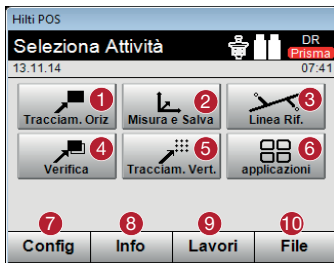 Hilti POS
Seleziona Attività
DR
Prisma
13.11.14
07:41
1
2
3
Tracciam. Oriz
Misura e Salva
Linea Rif.
4
5
6
Verifica
Tracciam. Vert.
applicazioni
7
8
9
10
Config
Info
Lavori
File